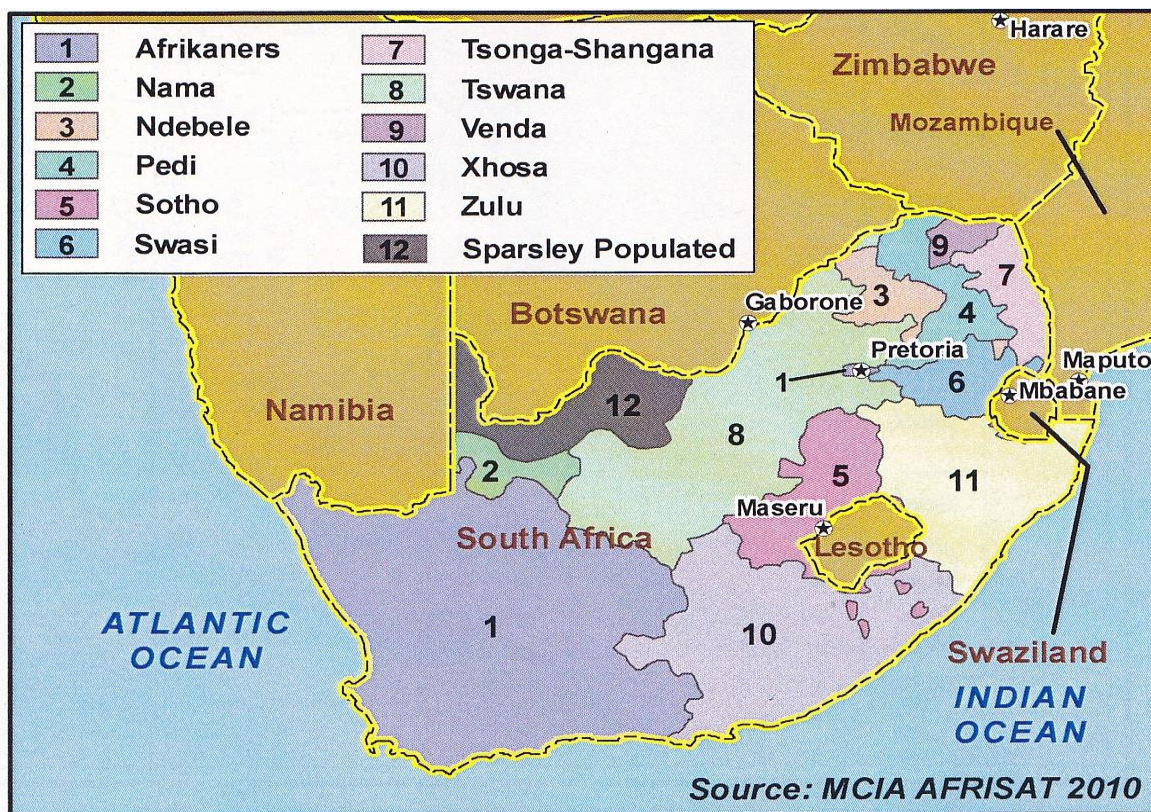 1 Afrikaners
2 Nama
3 Ndebele
4 Pedi
5 Sotho
6 Swasi
7 Tsonga-Shangana
8 Tswana
9 Venda
10 Xhosa
11 Zulu
12 Sparsley Populated
Harare
Zimbabwe
Mozambique
9
7
3
4
Gaborone
Botswana
Pretoria
Maputo
1
6
Mbabane
Namibia
12
8
2
5
11
Maseru
South Africa
Lesotho
ATLANTIC
OCEAN
1
10
Swaziland
INDIAN
OCEAN
Source: MCIA AFRISAT 2010